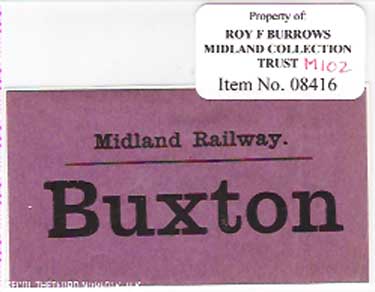 Property of:
ROY F BURROWS
MIDLAND COLLECTION
TRUST M102
Item No. 08416
Midland Railway.
Buxton